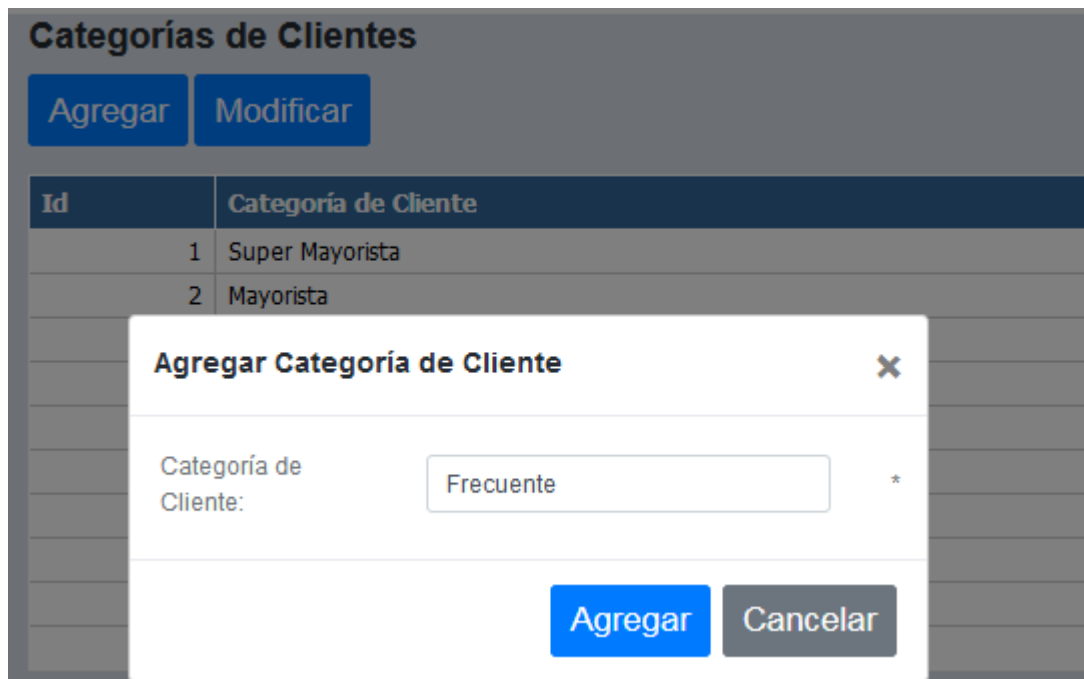 Categorías de Clientes
Agregar Modificar
Id Categoría de Cliente
1 Super Mayorista
2 Mayorista
Agregar Categoría de Cliente ×
Categoría de
Cliente:
Frecuente *
Agregar Cancelar